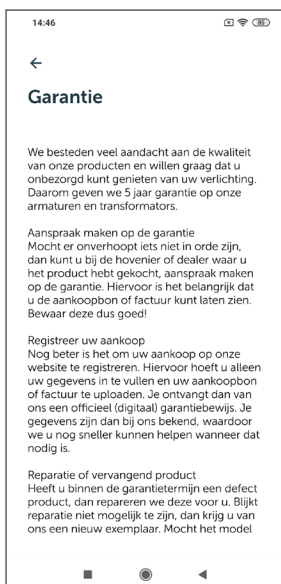 14:46
85
Garantie
We besteden veel aandacht aan de kwaliteit
van onze producten en willen graag dat u
onbezorgd kunt genieten van uw verlichting.
Daarom geven we 5 jaar garantie op onze
armaturen en transformators.
Aanspraak maken op de garantie
Mocht er onverhoopt iets niet in orde zijn,
dan kunt u bij de hovenier of dealer waar u
het product hebt gekocht, aanspraak maken
op de garantie. Hiervoor is het belangrijk dat
u de aankoopbon of factuur kunt laten zien.
Bewaar deze dus goed!
Registreer uw aankoop
Nog beter is het om uw aankoop op onze
website te registreren. Hiervoor hoeft u alleen
uw gegevens in te vullen en uw aankoopbon
of factuur te uploaden. Je ontvangt dan van
ons een officieel (digitaal) garantiebewijs. Je
gegevens zijn dan bij ons bekend, waardoor
we u nog sneller kunnen helpen wanneer dat
nodig is.
Reparatie of vervangend product
Heeft u binnen de garantietermijn een defect
product, dan repareren we deze voor u. Blijkt
reparatie niet mogelijk te zijn, dan krijg u van
ons een nieuw exemplaar. Mocht het model